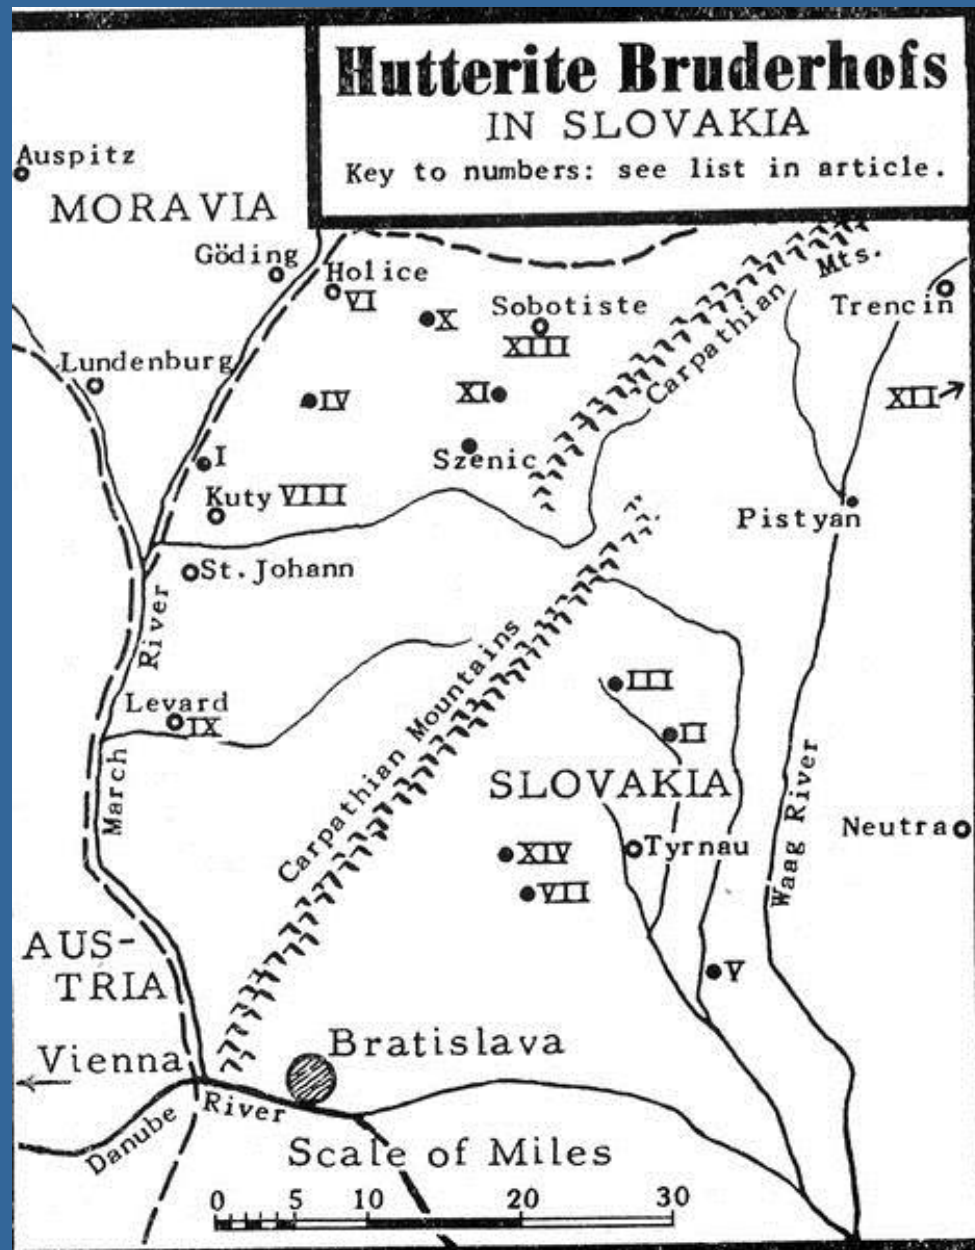 Hutterite Bruderhofs
IN SLOVAKIA
Key to numbers: see list in article.
Auspitz
MORAVIA
Göding
Holice
VI
X
Sobotiste
XIII
Carpathian Mts.
Trencin
Lundenburg
IV
XI
XII
I
Szenic
Kuty VIII
Pistyan
St. Johann
March River
Levard
IX
Carpathian Mountains
III
II
SLOVAKIA
Waag River
XIV
Tyrnau
Neutra
VII
V
AUS-
TRIA
Vienna
Bratislava
Danube River
Scale of Miles
0 5 10 20 30